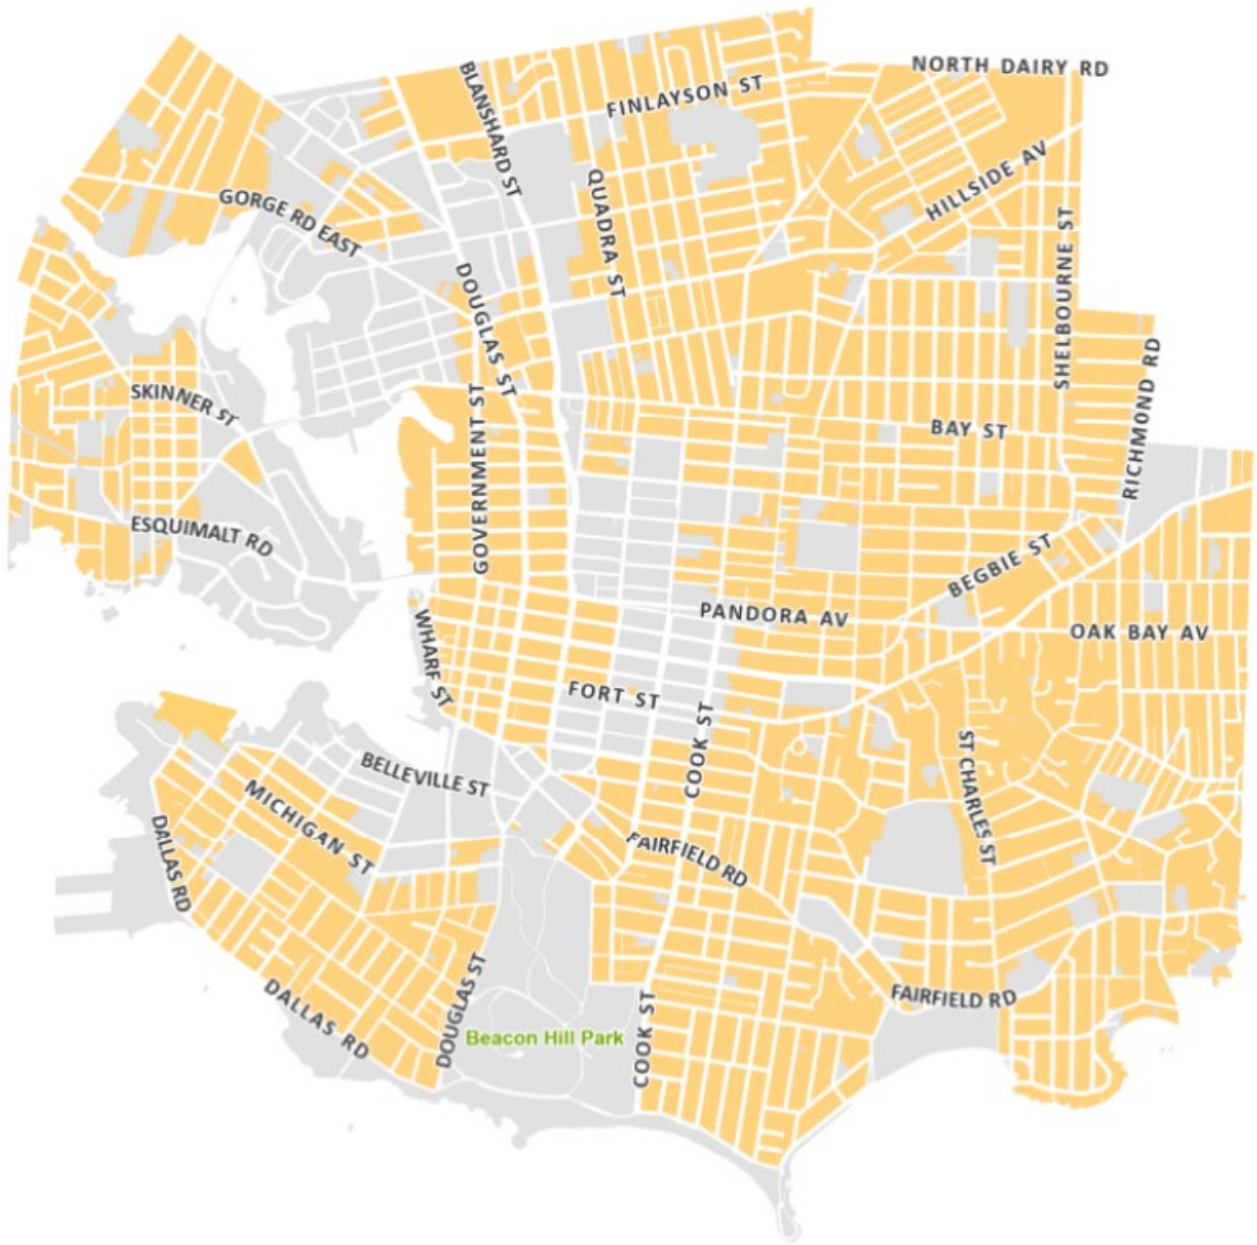 NORTH DAIRY RD
BLANSHARD ST
FINLAYSON ST
HILLSIDE AV
QUADRA ST
GORGE RD EAST
SHELBOURNE ST
DOUGLAS ST
RICHMOND RD
SKINNER ST
GOVERNMENT ST
BAY ST
ESQUIMALT RD
BEGBIE ST
PANDORA AV
OAK BAY AV
WHARF ST
FORT ST
COOK ST
ST CHARLES ST
BELLEVILLE ST
MICHIGAN ST
DALLAS RD
FAIRFIELD RD
DOUGLAS ST
DALLAS RD
FAIRFIELD RD
Beacon Hill Park
COOK ST